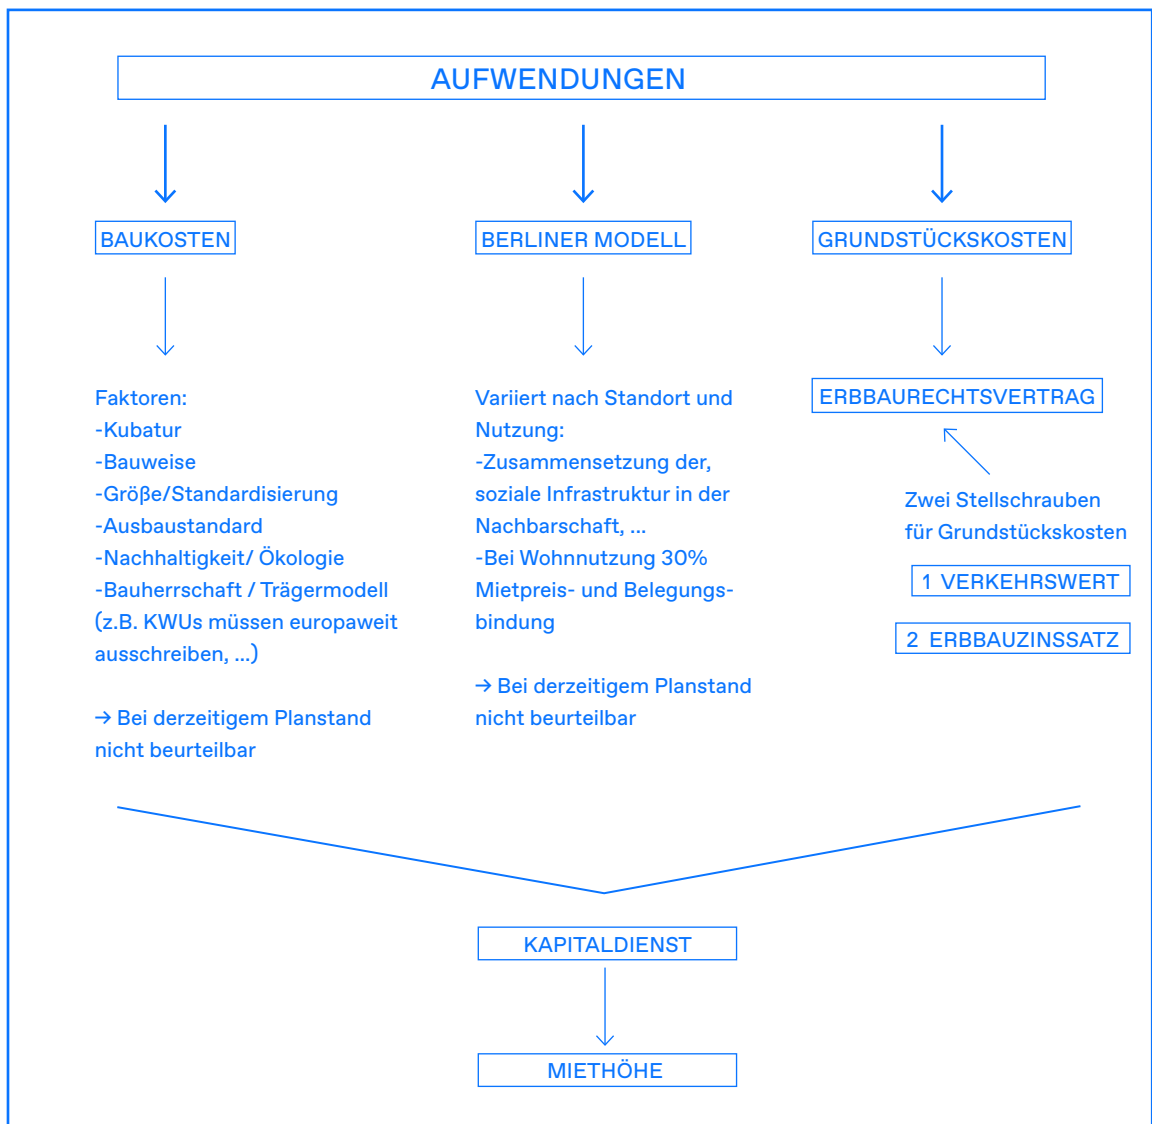 AUFWENDUNGEN
BAUKOSTEN
Faktoren:
-Kubatur
-Bauweise
-Größe/Standardisierung
-Ausbaustandard
-Nachhaltigkeit/ Ökologie
-Bauherrschaft / Trägermodell
(z.B. KWUs müssen europaweit
ausschreiben, ...)
→ Bei derzeitigem Planstand
nicht beurteilbar
BERLINER MODELL
Variiert nach Standort und
Nutzung:
-Zusammensetzung der,
soziale Infrastruktur in der
Nachbarschaft, ...
-Bei Wohnnutzung 30%
Mietpreis- und Belegungs-
bindung
→ Bei derzeitigem Planstand
nicht beurteilbar
GRUNDSTÜCKSKOSTEN
ERBBAURECHTSVERTRAG
Zwei Stellschrauben
für Grundstückskosten
1 VERKEHRSWERT
2 ERBBAUZINSSATZ
KAPITALDIENST
MIETHÖHE